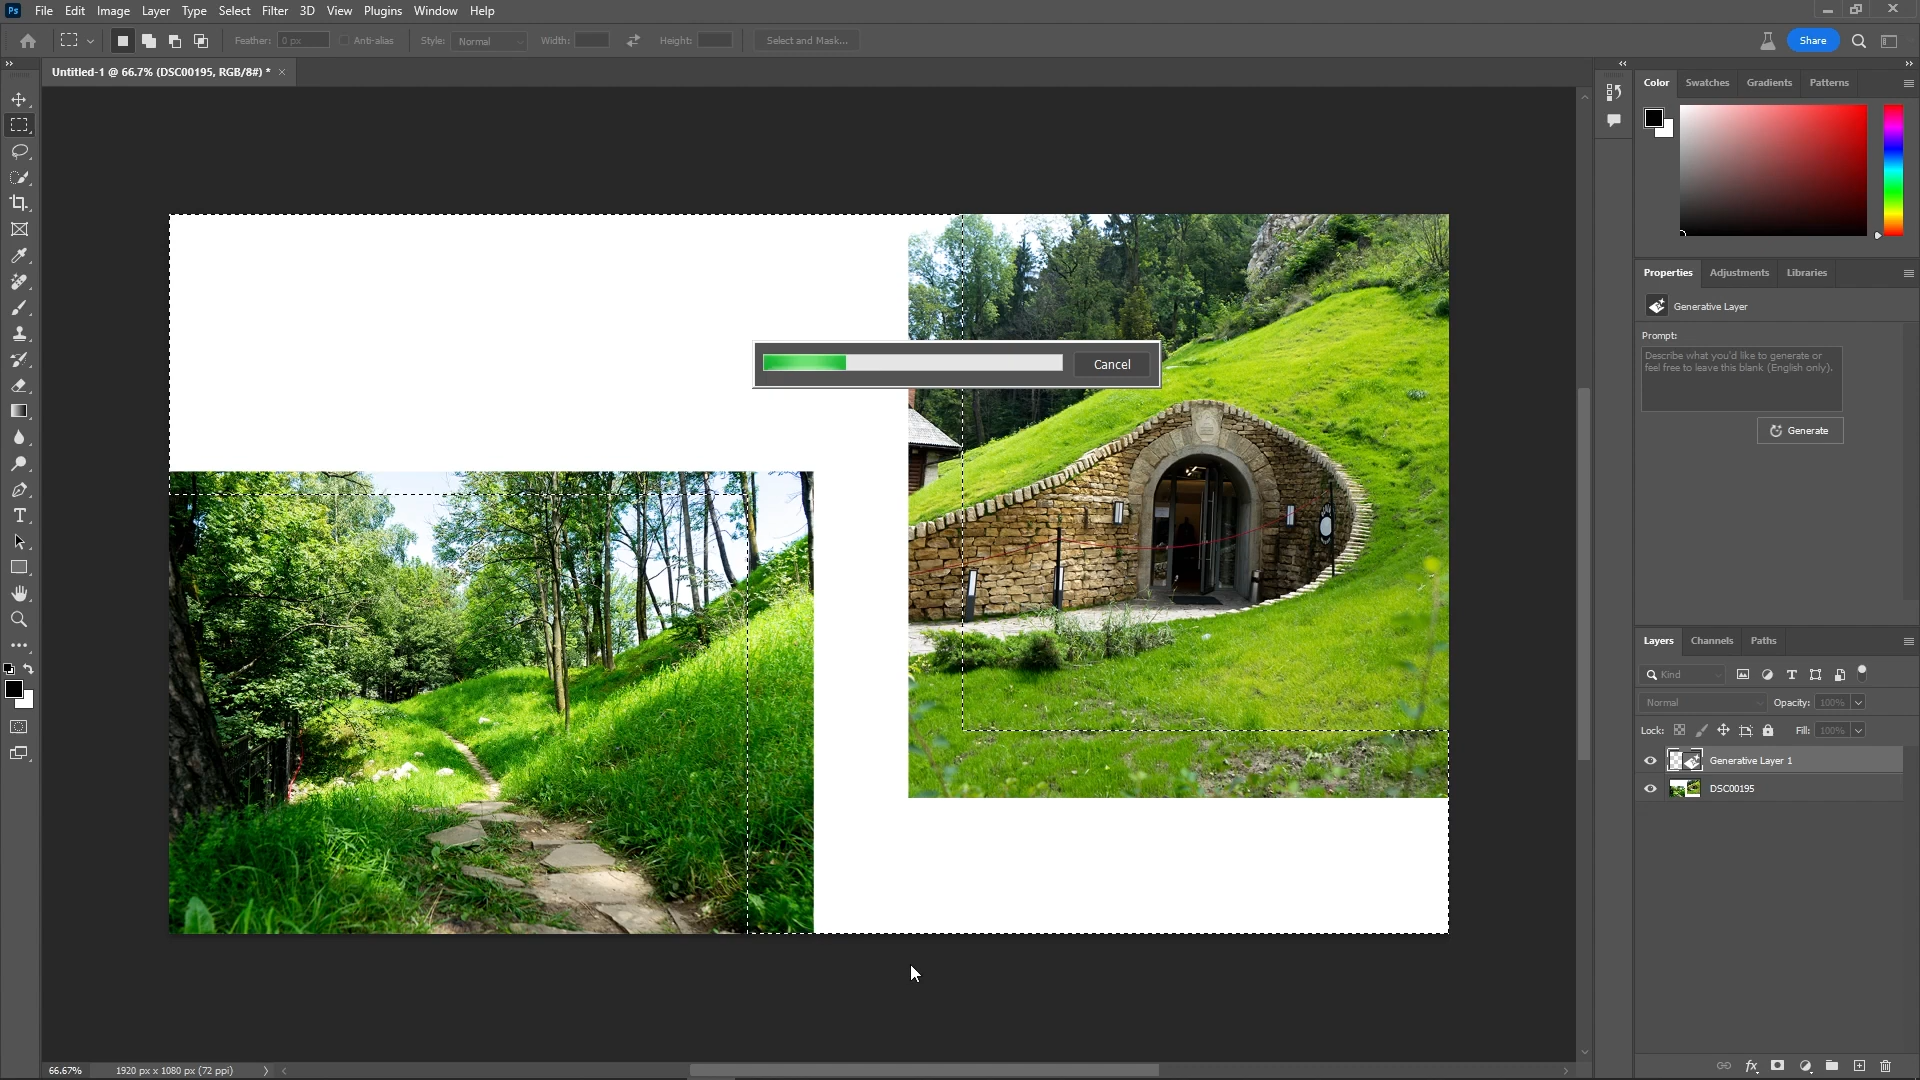 Ps File Edit Image Layer Type Select Filter 3D View Plugins Window Help
Feather: 0 px Anti-alias Style: Normal Width: Height: Select and Mask... Share
Untitled-1 @ 66.7% (DSC00195, RGB/8#) * ×
Color Swatches Gradients Patterns
Properties Adjustments Libraries
Generative Layer
Prompt:
Describe what you'd like to generate or
feel free to leave this blank (English only).
Generate
Cancel
Layers Channels Paths
Kind
Normal Opacity: 100%
Lock: Fill: 100%
Generative Layer 1
DSC00195
66.67% 1920 px x 1080 px (72 ppi)